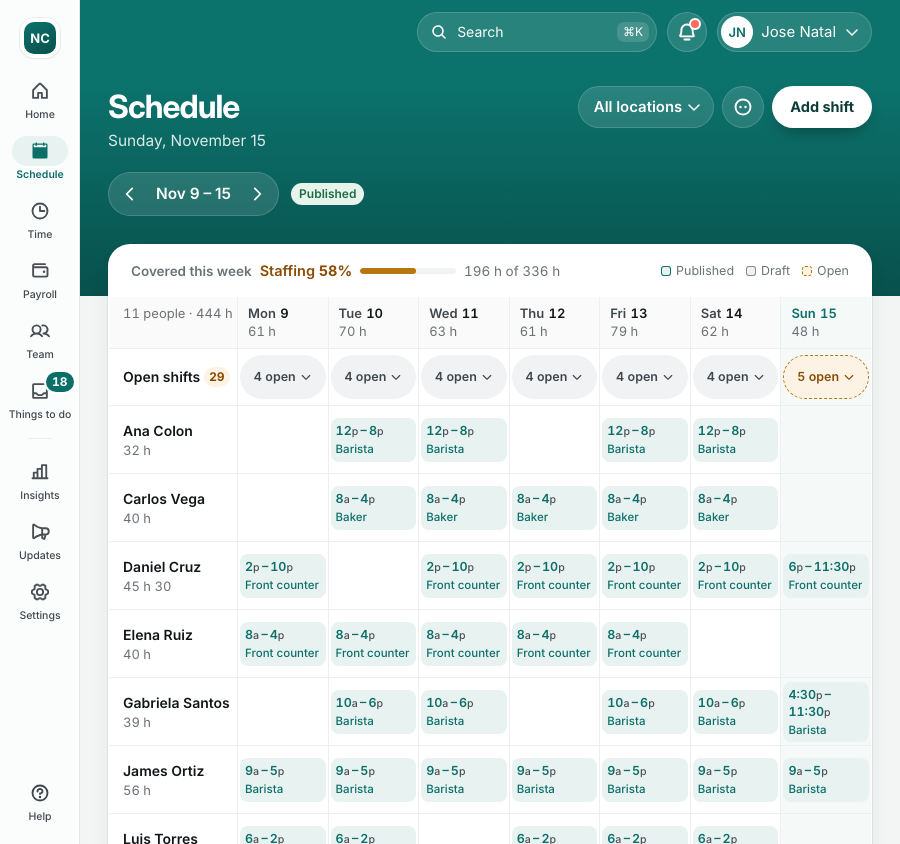 NC
Search
⌘K
JN
Jose Natal
Home
Schedule
Time
Payroll
Team
18
Things to do
Insights
Updates
Settings
Help
Schedule
Sunday, November 15
All locations
Add shift
Nov 9 – 15
Published
Covered this week Staffing 58% 196 h of 336 h
Published Draft Open
11 people · 444 h
Mon 9
61 h
Tue 10
70 h
Wed 11
63 h
Thu 12
61 h
Fri 13
79 h
Sat 14
62 h
Sun 15
48 h
Open shifts 29
4 open
4 open
4 open
4 open
4 open
4 open
5 open
Ana Colon
32 h
12p – 8p
Barista
12p – 8p
Barista
12p – 8p
Barista
12p – 8p
Barista
Carlos Vega
40 h
8a – 4p
Baker
8a – 4p
Baker
8a – 4p
Baker
8a – 4p
Baker
8a – 4p
Baker
Daniel Cruz
45 h 30
2p – 10p
Front counter
2p – 10p
Front counter
2p – 10p
Front counter
2p – 10p
Front counter
2p – 10p
Front counter
6p – 11:30p
Front counter
Elena Ruiz
40 h
8a – 4p
Front counter
8a – 4p
Front counter
8a – 4p
Front counter
8a – 4p
Front counter
8a – 4p
Front counter
Gabriela Santos
39 h
10a – 6p
Barista
10a – 6p
Barista
10a – 6p
Barista
10a – 6p
Barista
4:30p –
11:30p
Barista
James Ortiz
56 h
9a – 5p
Barista
9a – 5p
Barista
9a – 5p
Barista
9a – 5p
Barista
9a – 5p
Barista
9a – 5p
Barista
9a – 5p
Barista
Luis Torres
6a – 2p
6a – 2p
6a – 2p
6a – 2p
6a – 2p